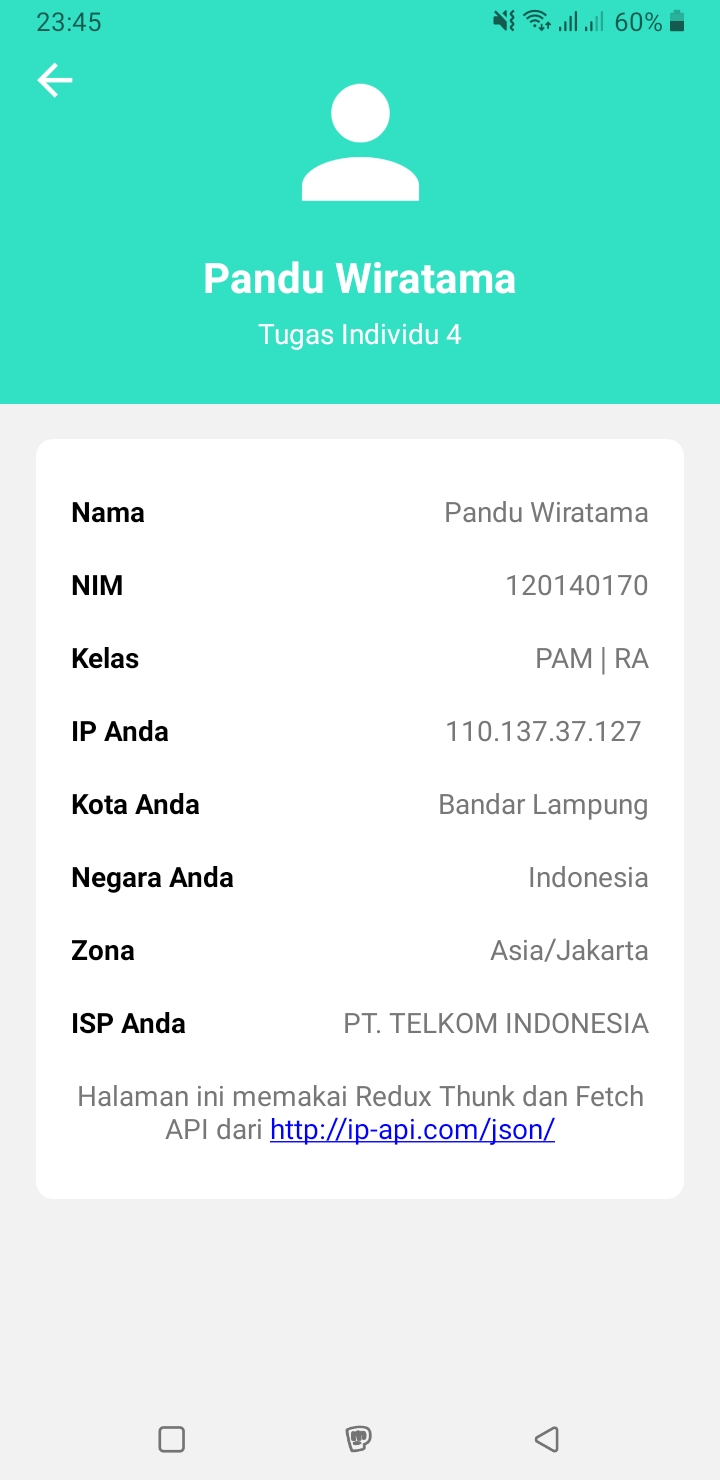 23:45
60%
Pandu Wiratama
Tugas Individu 4
Nama Pandu Wiratama
NIM 120140170
Kelas PAM | RA
IP Anda 110.137.37.127
Kota Anda Bandar Lampung
Negara Anda Indonesia
Zona Asia/Jakarta
ISP Anda PT. TELKOM INDONESIA
Halaman ini memakai Redux Thunk dan Fetch
API dari http://ip-api.com/json/